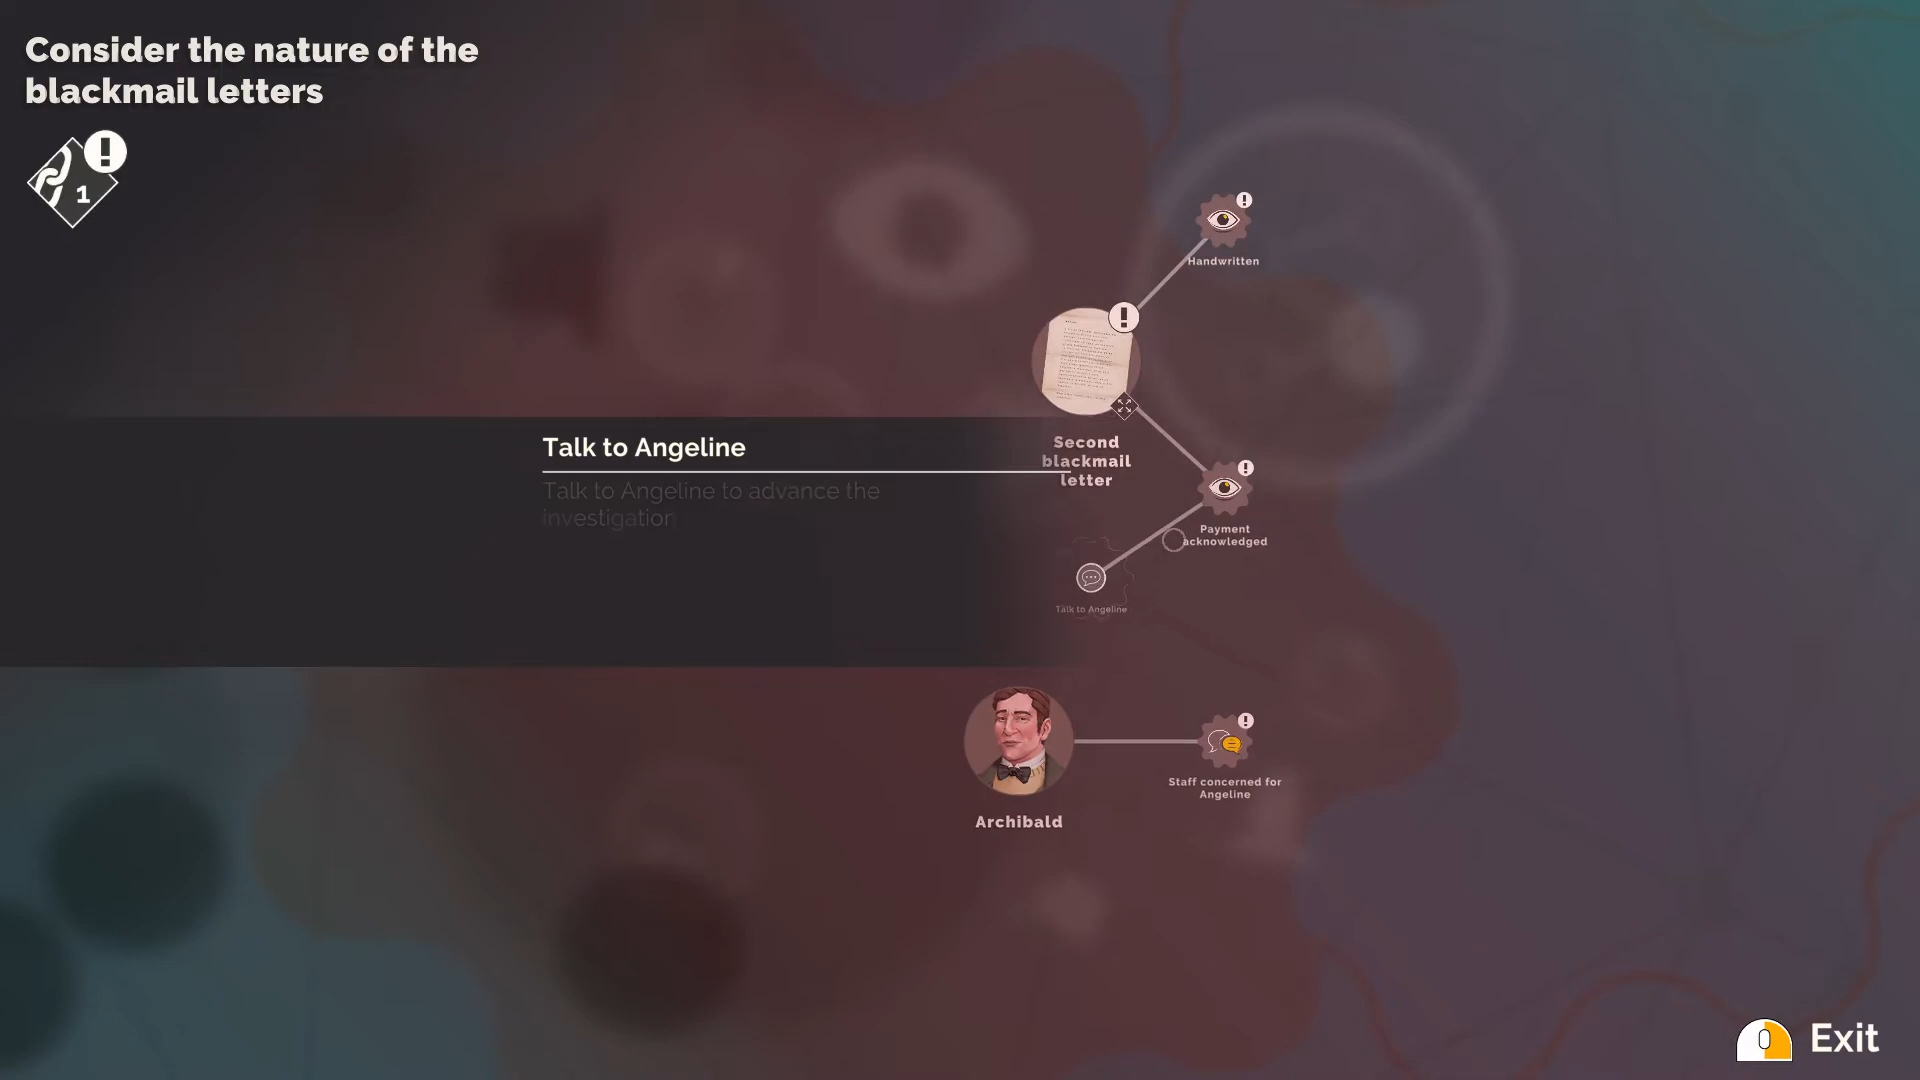 Consider the nature of the
blackmail letters
1
Handwritten
Second
blackmail
letter
Talk to Angeline
Talk to Angeline to advance the
investigation
Payment
acknowledged
Talk to Angeline
Staff concerned for
Angeline
Archibald
Exit